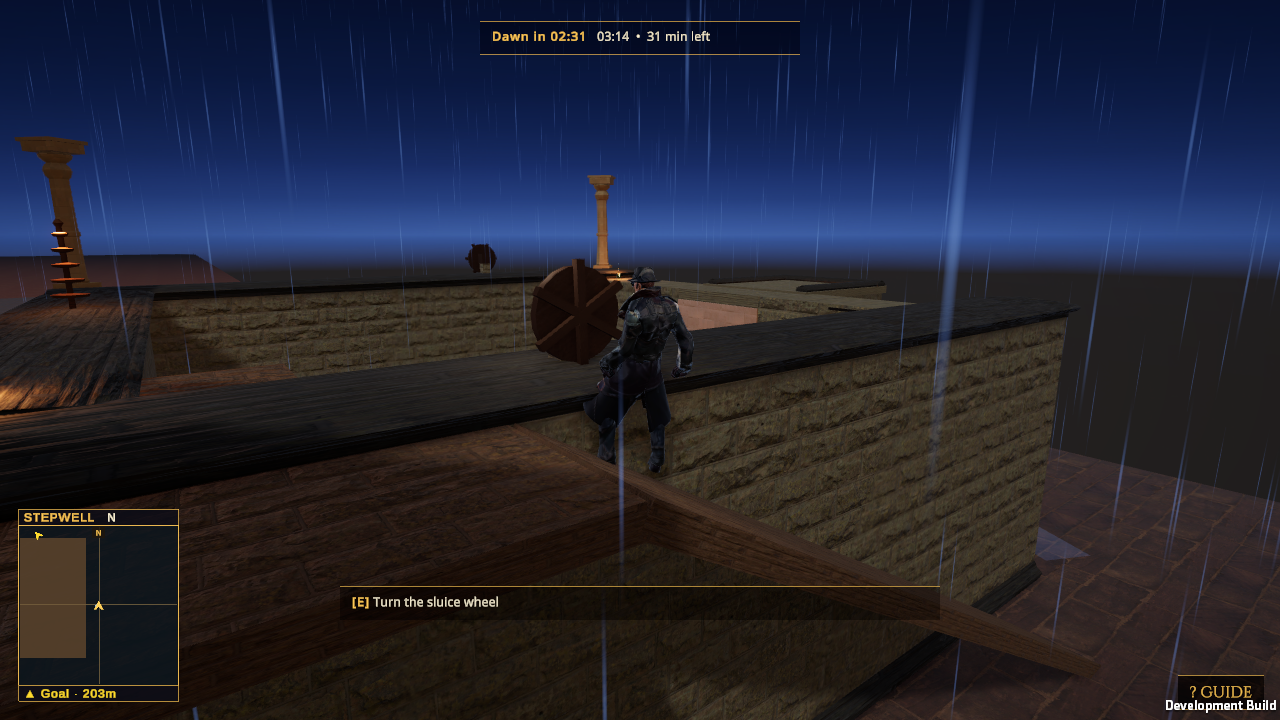 Dawn in 02:31 03:14 • 31 min left
STEPWELL N
N
[E] Turn the sluice wheel
▲ Goal · 203m
? GUIDE
Development Build